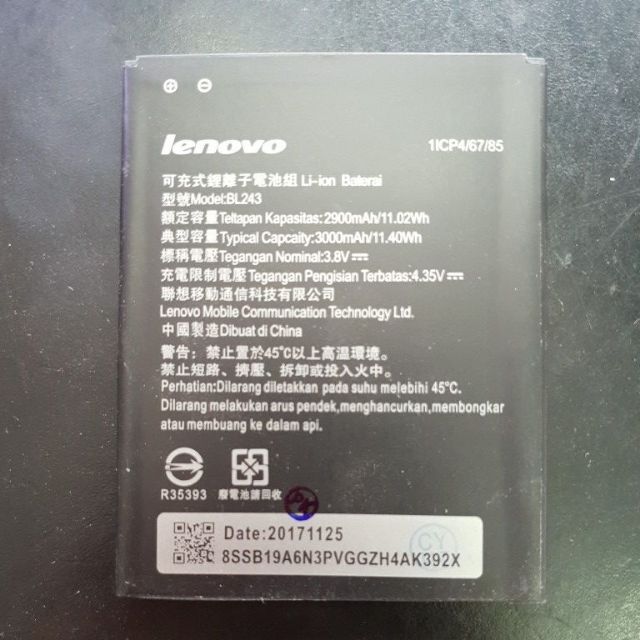 lenovo
1ICP4/67/85
可充式鋰離子電池組 Li-ion Baterai
型號Model:BL243
額定容量Teltapan Kapasitas:2900mAh/11.02Wh
典型容量Typical Capcaity:3000mAh/11.40Wh
標稱電壓Tegangan Nominal:3.8V
充電限制電壓Tegangan Pengisian Terbatas:4.35V
聯想移動通信科技有限公司
Lenovo Mobile Communication Technology Ltd.
中國製造Dibuat di China
警告：禁止置於45℃以上高溫環境。
禁止短路、擠壓、拆卸或投入火中。
Perhatian:Dilarang diletakkan pada suhu melebihi 45℃.
Dilarang melakukan arus pendek,menghancurkan,membongkar
atau membuang ke dalam api.
R35393 廢電池請回收
Date:20171125
CY
8SSB19A6N3PVGGZH4AK392X